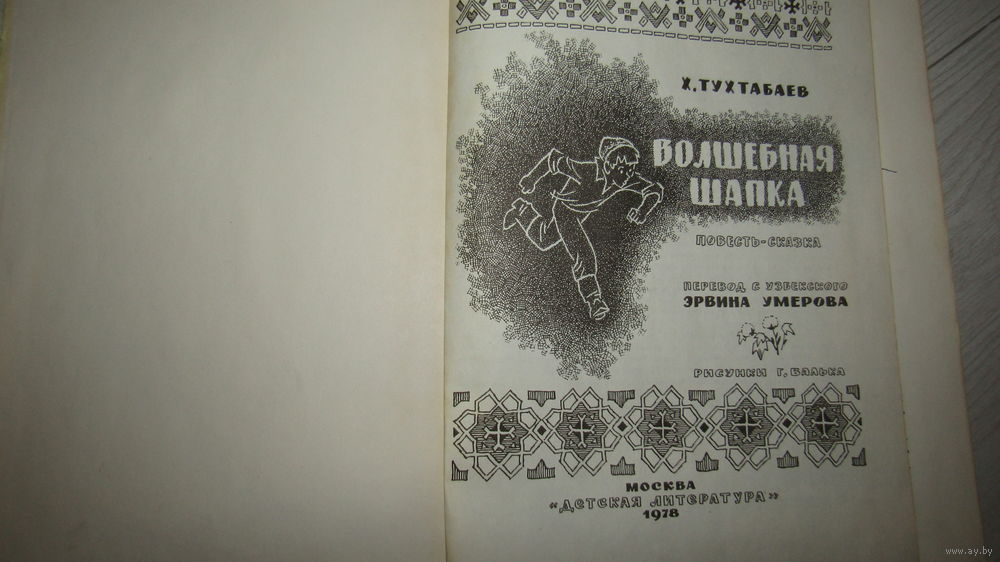 Х. ТУХТАБАЕВ
ВОЛШЕБНАЯ
ШАПКА
ПОВЕСТЬ-СКАЗКА
ПЕРЕВОД С УЗБЕКСКОГО
ЭРВИНА УМЕРОВА
РИСУНКИ Г. ВАЛЬКА
МОСКВА
«ДЕТСКАЯ ЛИТЕРАТУРА»
1978
www.ay.by